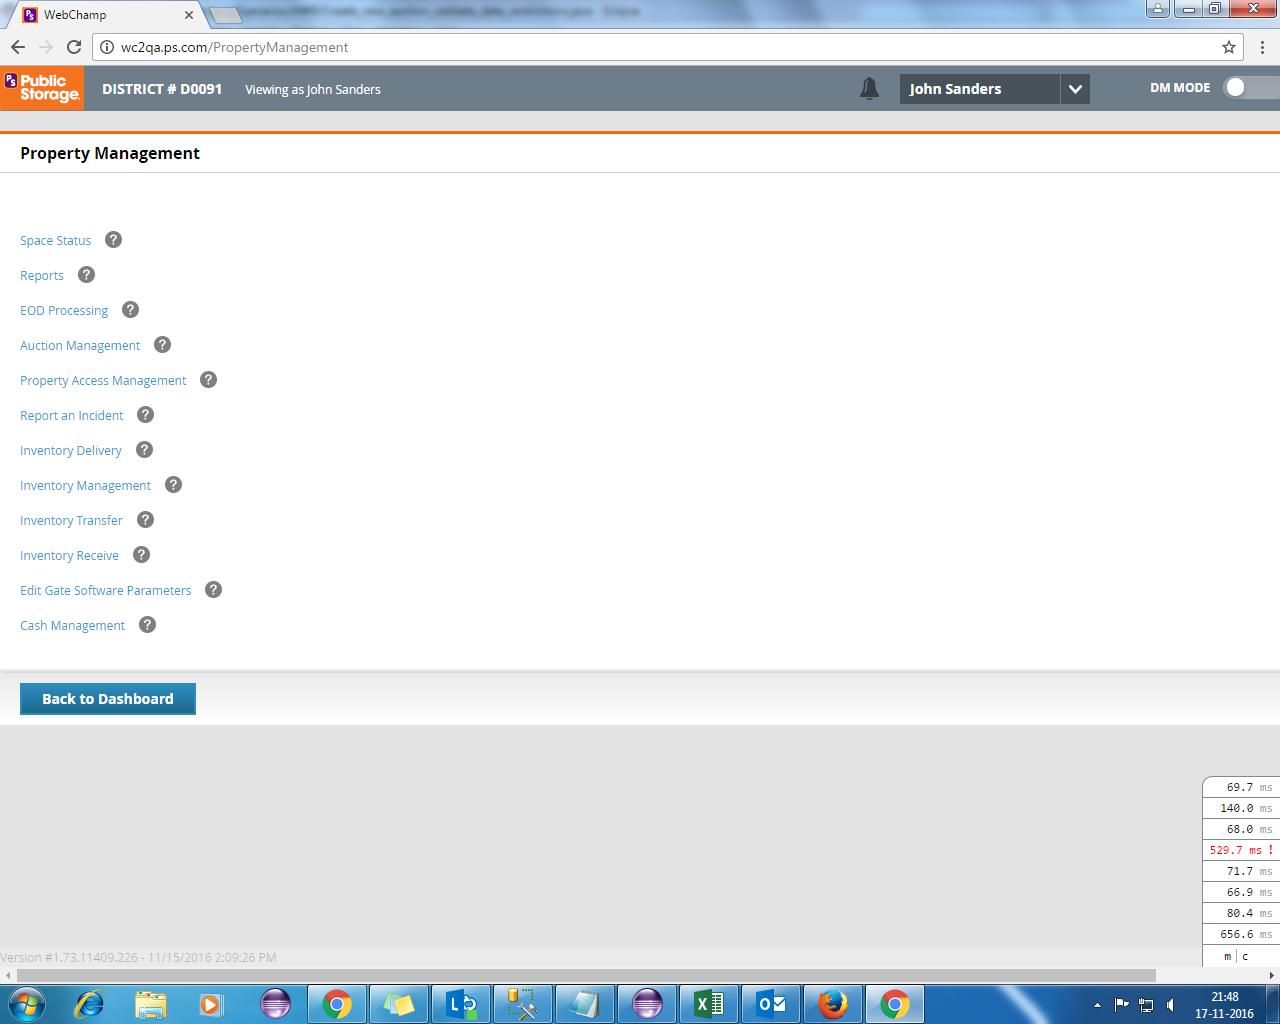 WebChamp
wc2qa.ps.com/PropertyManagement
PS Public Storage.
DISTRICT # D0091
Viewing as John Sanders
John Sanders
DM MODE
Property Management
Space Status ?
Reports ?
EOD Processing ?
Auction Management ?
Property Access Management ?
Report an Incident ?
Inventory Delivery ?
Inventory Management ?
Inventory Transfer ?
Inventory Receive ?
Edit Gate Software Parameters ?
Cash Management ?
Back to Dashboard
69.7 ms
140.0 ms
68.0 ms
529.7 ms !
71.7 ms
66.9 ms
80.4 ms
656.6 ms
m | c
Version #1.73.11409.226 - 11/15/2016 2:09:26 PM
21:48
17-11-2016